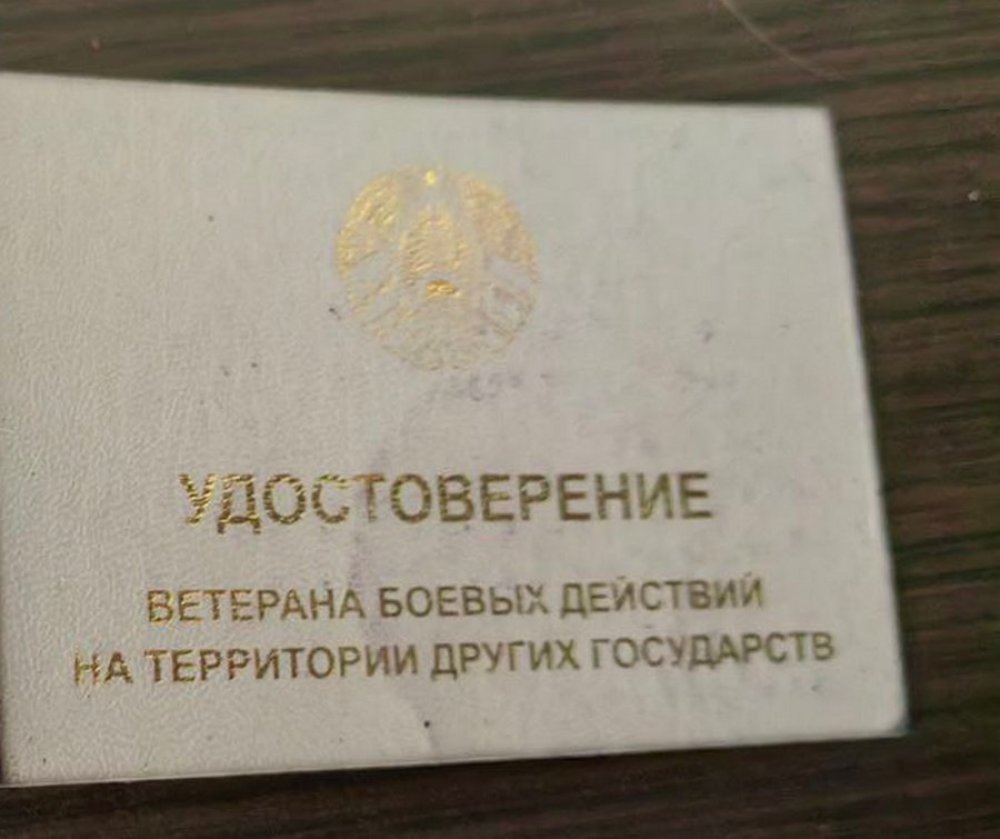 УДОСТОВЕРЕНИЕ
ВЕТЕРАНА БОЕВЫХ ДЕЙСТВИЙ
НА ТЕРРИТОРИИ ДРУГИХ ГОСУДАРСТВ